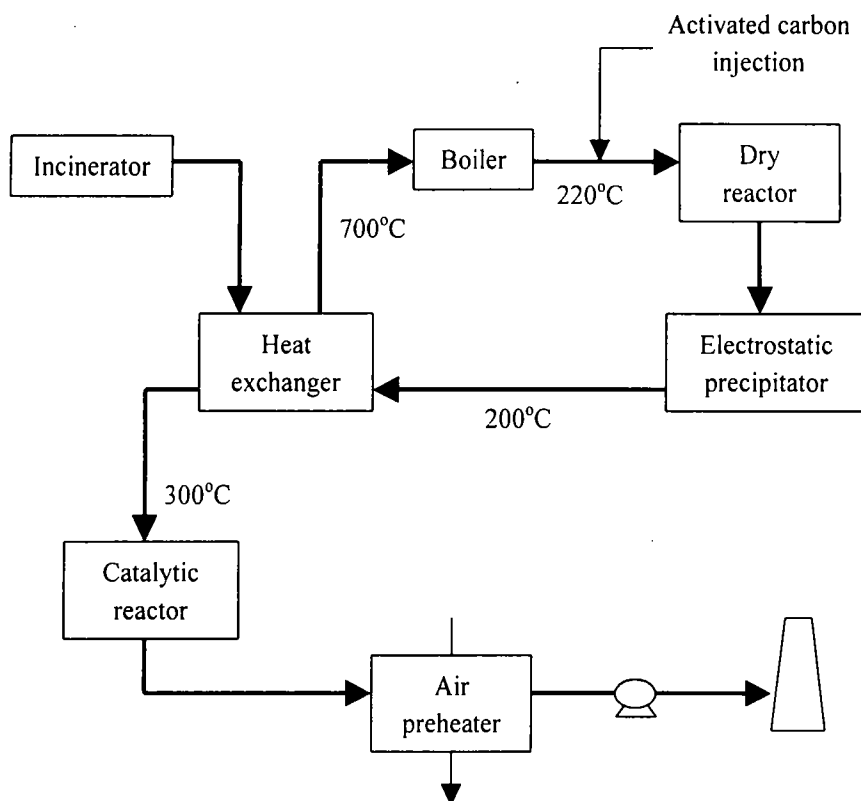 Activated carbon
injection
Incinerator
Boiler
Dry
reactor
220°C
700°C
Heat
exchanger
Electrostatic
precipitator
200°C
300°C
Catalytic
reactor
Air
preheater